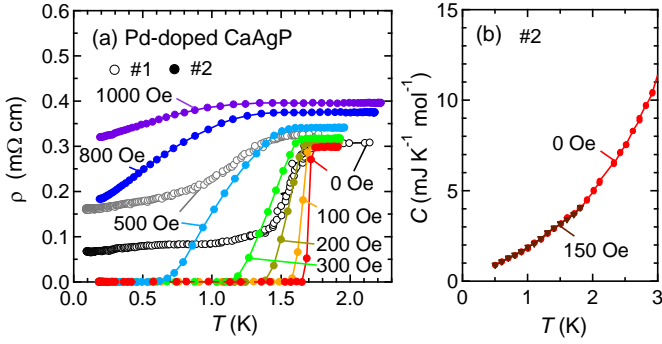 (a) Pd-doped CaAgP
#1 #2
1000 Oe
800 Oe
500 Oe
0 Oe
100 Oe
200 Oe
300 Oe
ρ (mΩ cm)
0.6
0.5
0.4
0.3
0.2
0.1
0.0
0.0 0.5 1.0 1.5 2.0
T (K)
(b) #2
0 Oe
150 Oe
C (mJ K⁻¹ mol⁻¹)
15
10
5
0
0 1 2 3
T (K)